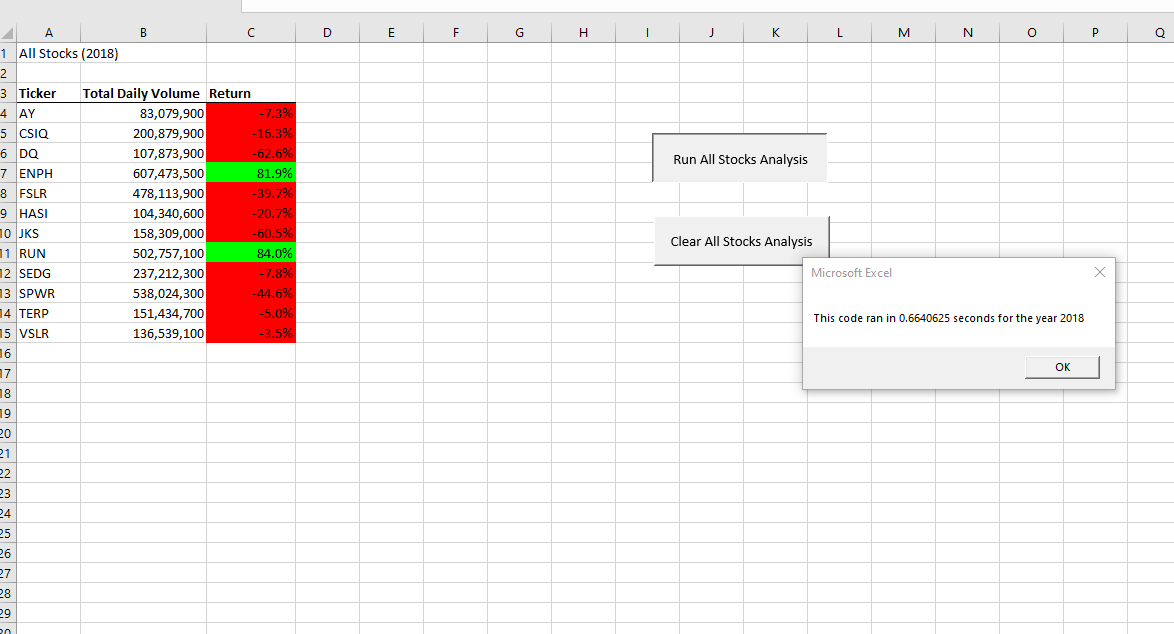 A B C D E F G H I J K L M N O P Q
1 All Stocks (2018)
2
3 Ticker Total Daily Volume Return
4 AY 83,079,900 -7.3%
5 CSIQ 200,879,900 -16.3%
6 DQ 107,873,900 -62.6%
7 ENPH 607,473,500 81.9%
8 FSLR 478,113,900 -39.7%
9 HASI 104,340,600 -20.7%
10 JKS 158,309,000 -60.5%
11 RUN 502,757,100 84.0%
12 SEDG 237,212,300 -7.8%
13 SPWR 538,024,300 -44.6%
14 TERP 151,434,700 -5.0%
15 VSLR 136,539,100 -3.5%
16
17
18
19
20
21
22
23
24
25
26
27
28
29
30
Run All Stocks Analysis
Clear All Stocks Analysis
Microsoft Excel
This code ran in 0.6640625 seconds for the year 2018
OK